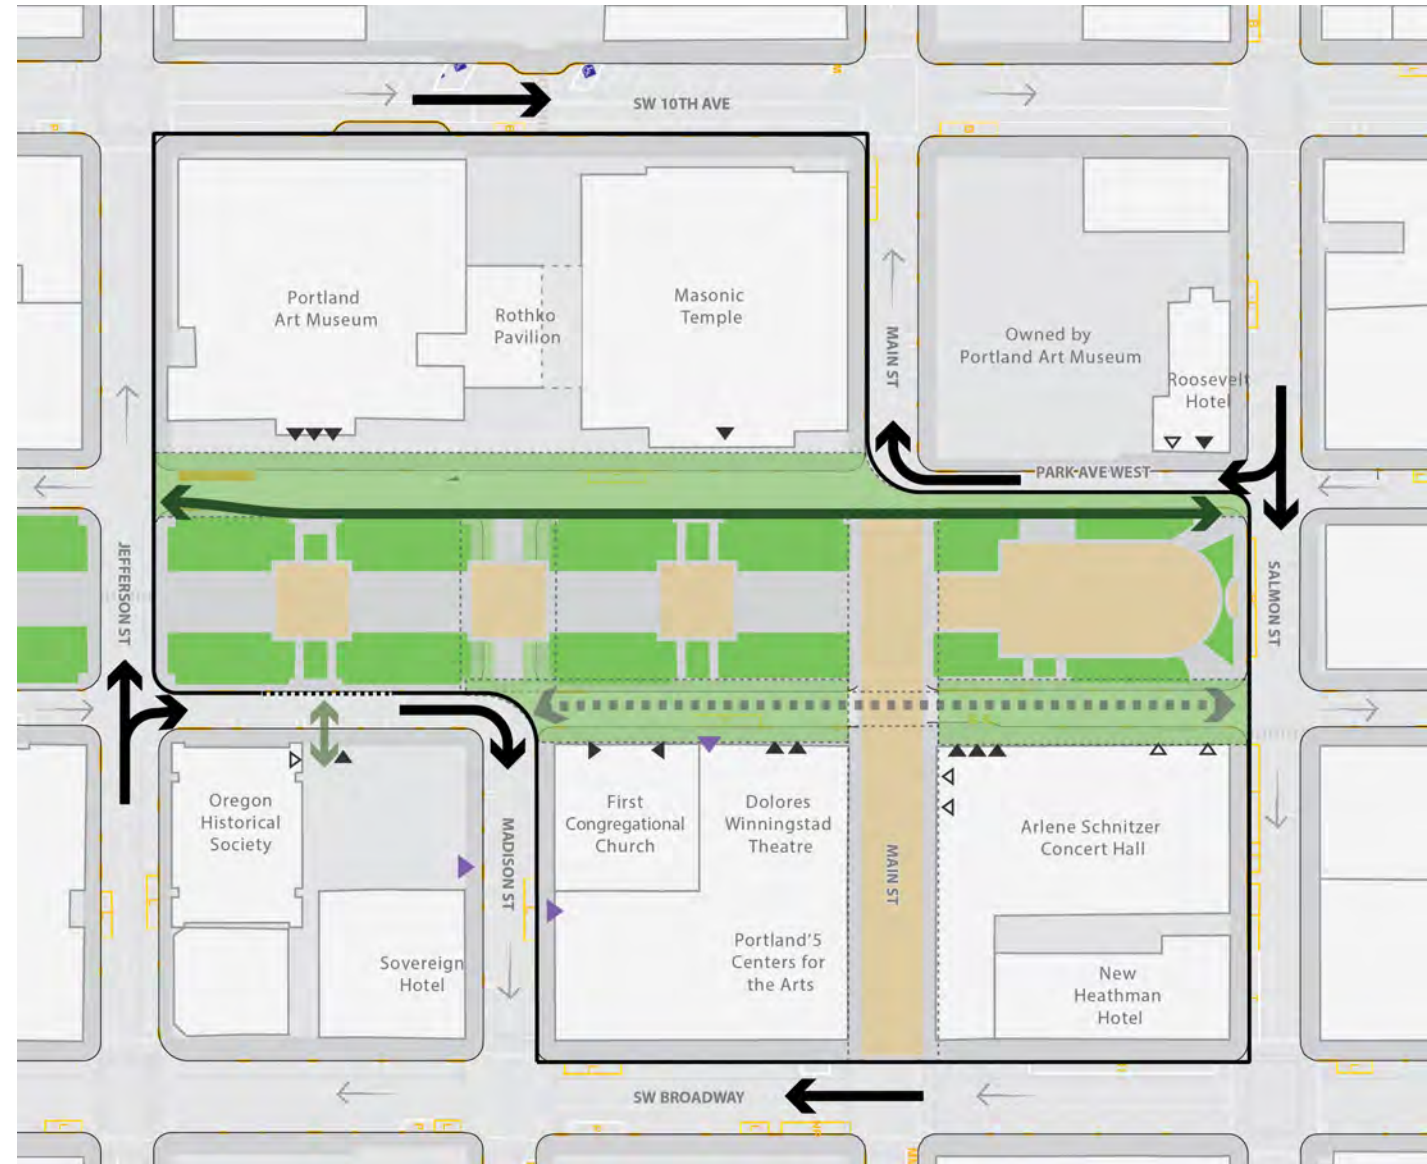 SW 10TH AVE
Portland
Art Museum
Rothko
Pavilion
Masonic
Temple
MAIN ST
Owned by
Portland Art Museum
Roosevelt
Hotel
PARK AVE WEST
JEFFERSON ST
SALMON ST
Oregon
Historical
Society
MADISON ST
First
Congregational
Church
Dolores
Winningstad
Theatre
MAIN ST
Arlene Schnitzer
Concert Hall
Sovereign
Hotel
Portland'5
Centers for
the Arts
New
Heathman
Hotel
SW BROADWAY